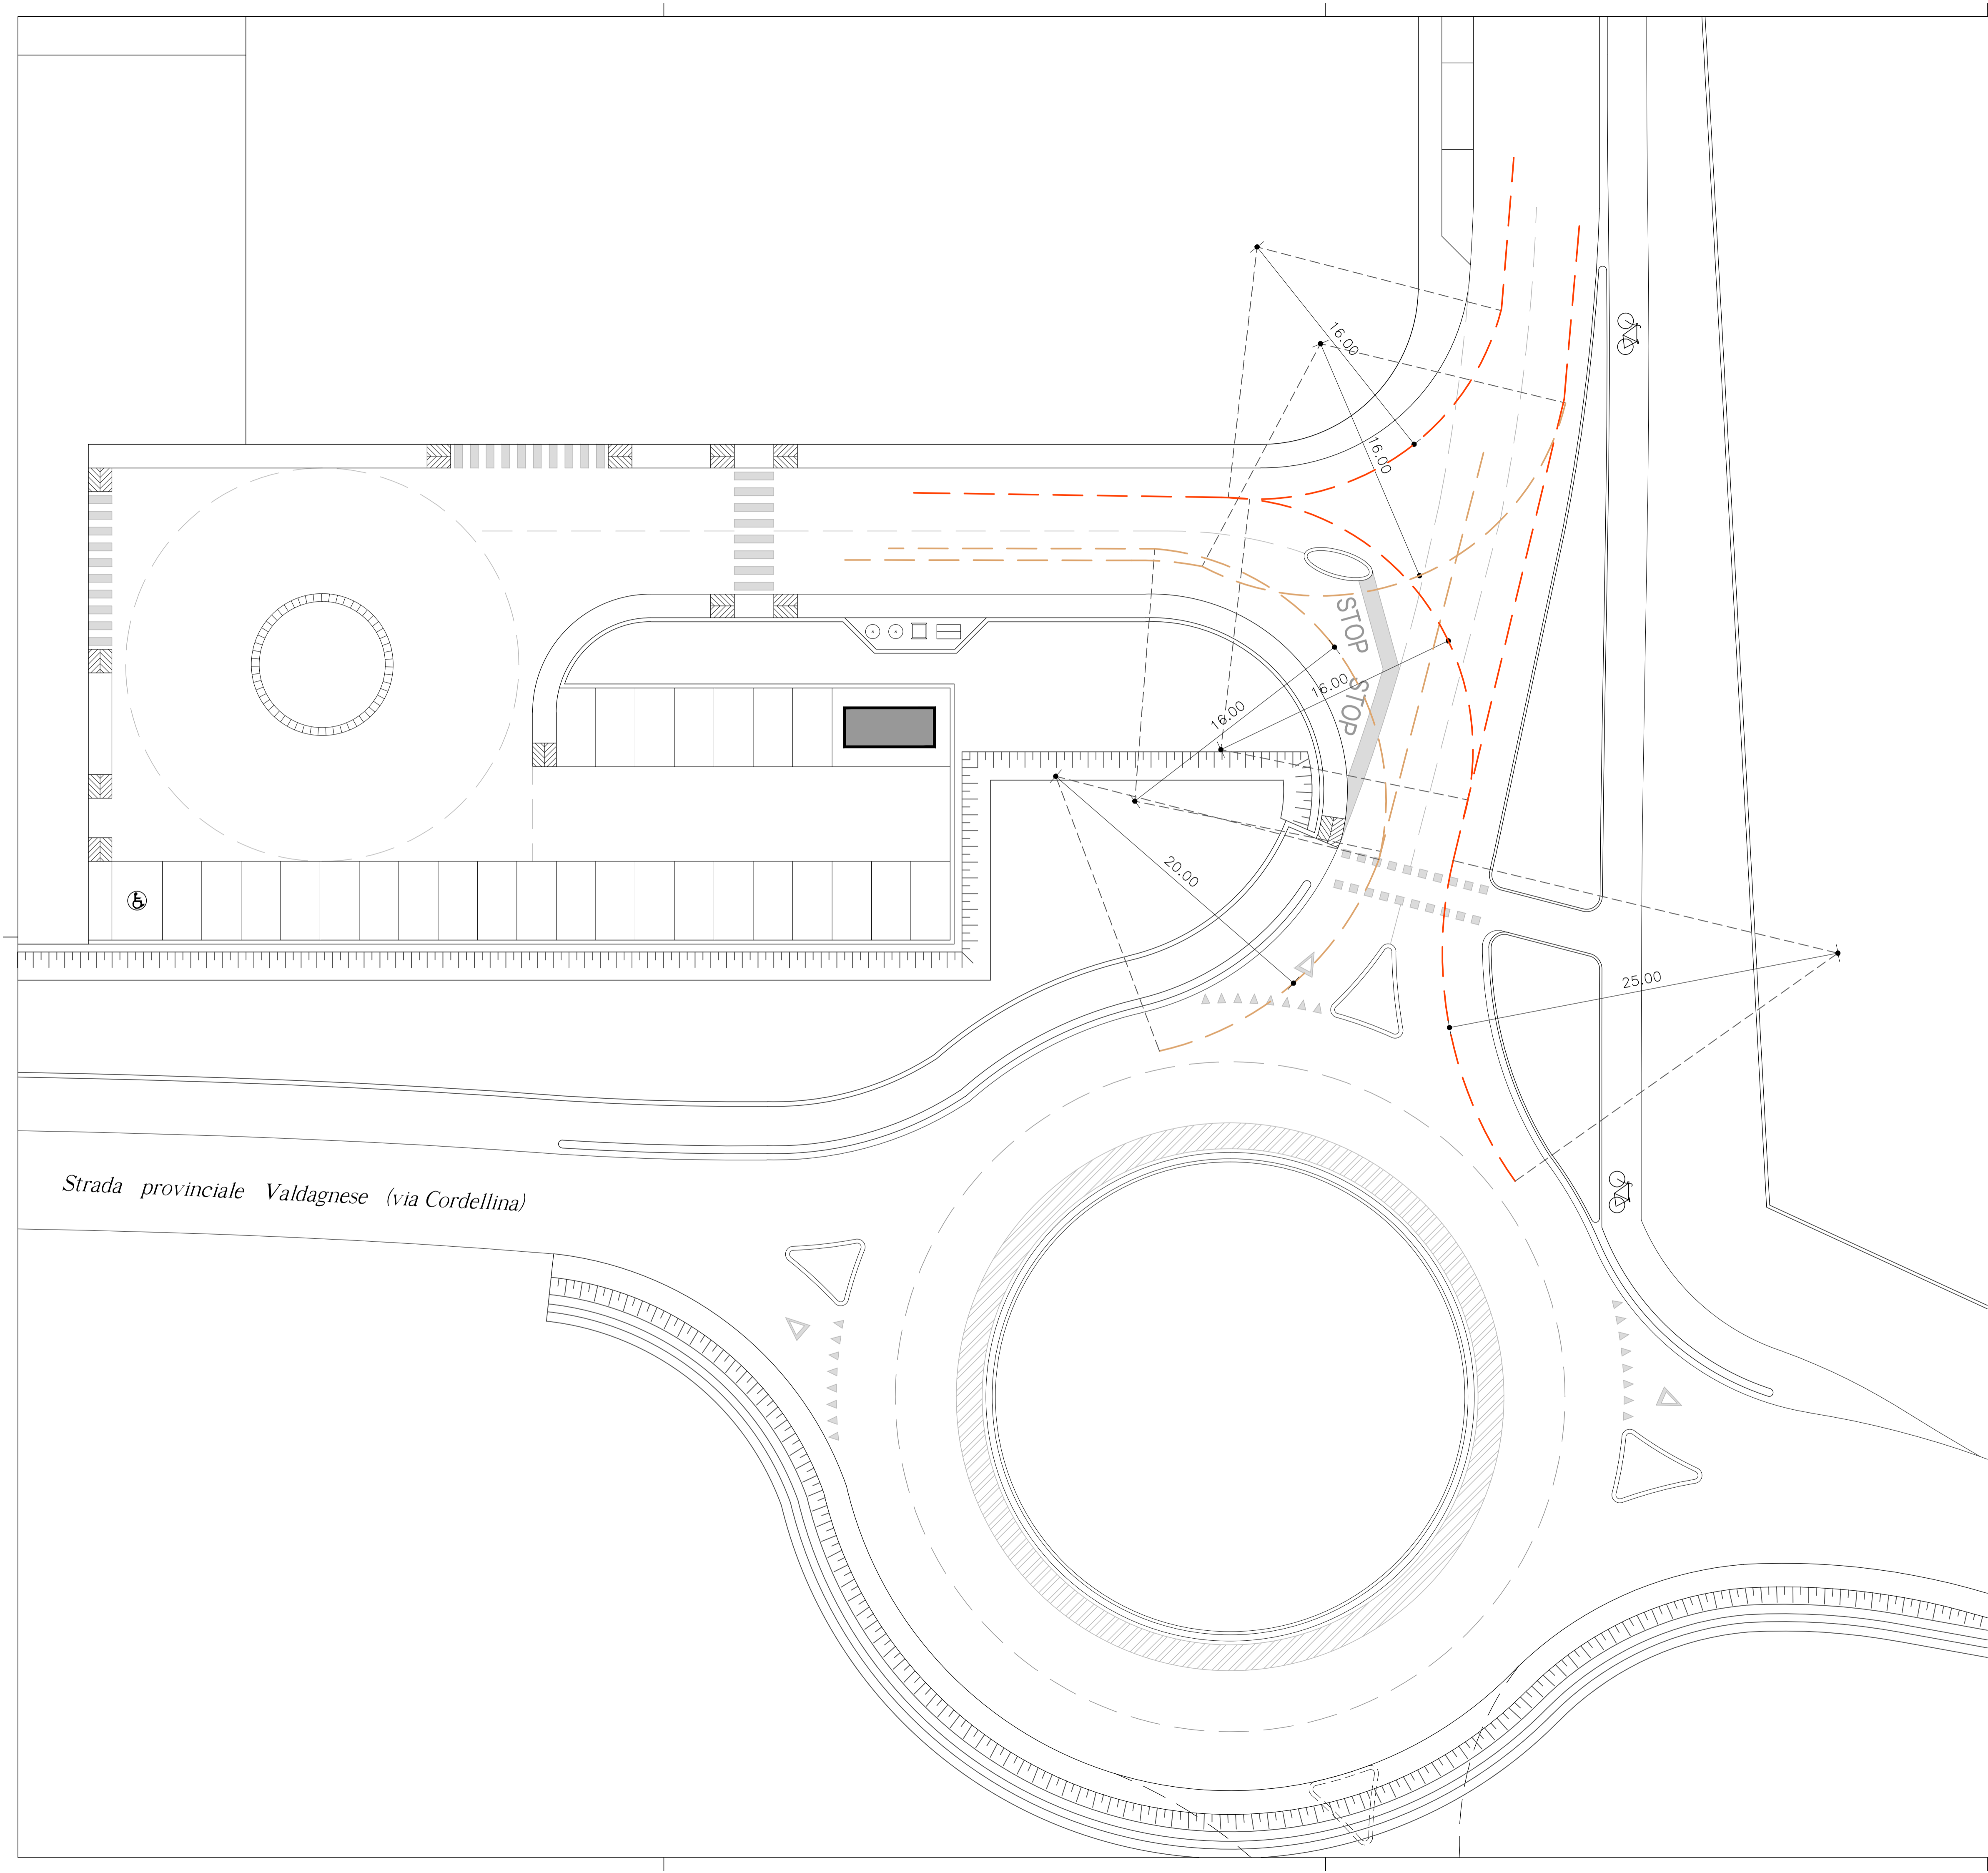 16.00
16.00
STOP
STOP
16.00
16.00
20.00
25.00
Strada provinciale Valdagnese (via Cordellina)